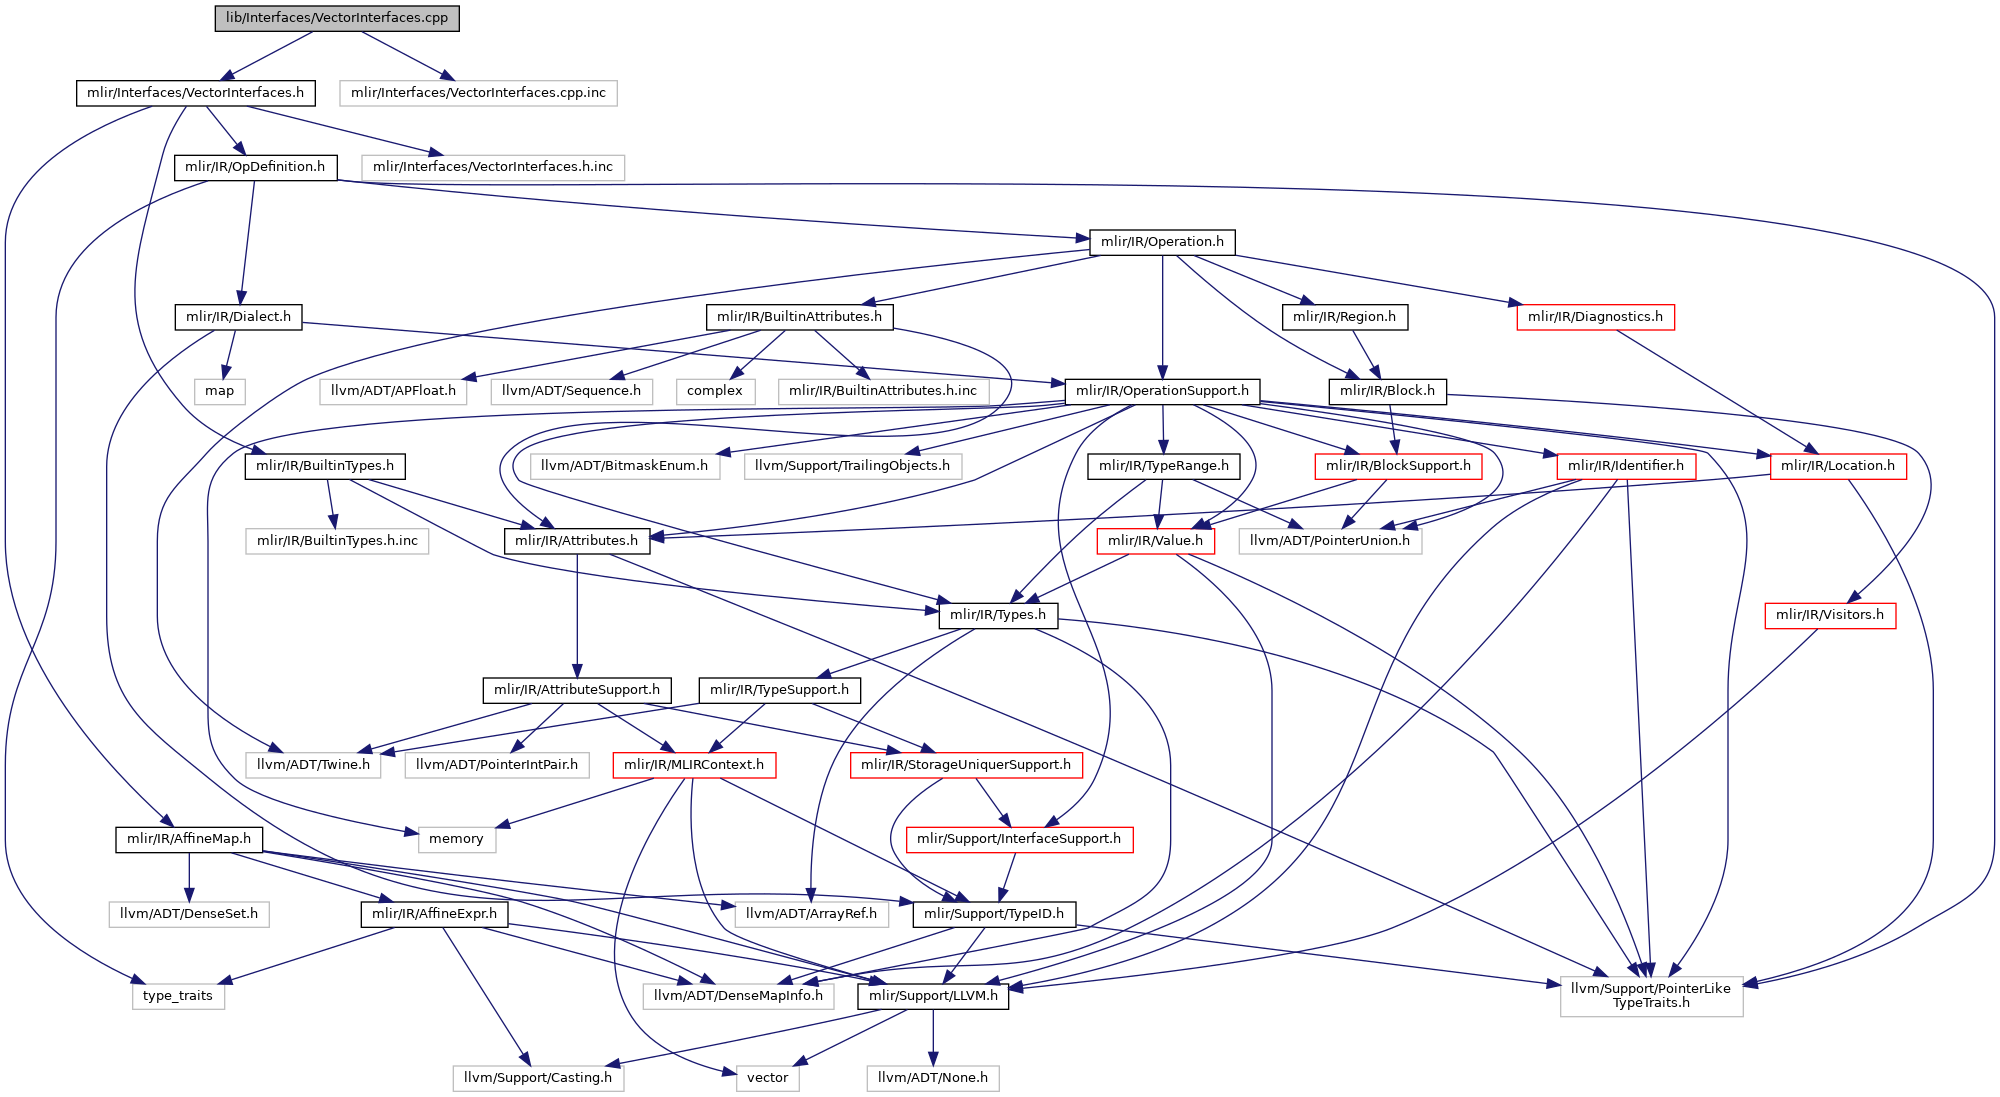 lib/Interfaces/VectorInterfaces.cpp
mlir/Interfaces/VectorInterfaces.h
mlir/Interfaces/VectorInterfaces.cpp.inc
mlir/IR/OpDefinition.h
mlir/Interfaces/VectorInterfaces.h.inc
mlir/IR/Operation.h
mlir/IR/Dialect.h
mlir/IR/BuiltinAttributes.h
mlir/IR/Region.h
mlir/IR/Diagnostics.h
map
llvm/ADT/APFloat.h
llvm/ADT/Sequence.h
complex
mlir/IR/BuiltinAttributes.h.inc
mlir/IR/OperationSupport.h
mlir/IR/Block.h
mlir/IR/BuiltinTypes.h
llvm/ADT/BitmaskEnum.h
llvm/Support/TrailingObjects.h
mlir/IR/TypeRange.h
mlir/IR/BlockSupport.h
mlir/IR/Identifier.h
mlir/IR/Location.h
mlir/IR/BuiltinTypes.h.inc
mlir/IR/Attributes.h
mlir/IR/Value.h
llvm/ADT/PointerUnion.h
mlir/IR/Types.h
mlir/IR/Visitors.h
mlir/IR/AttributeSupport.h
mlir/IR/TypeSupport.h
llvm/ADT/Twine.h
llvm/ADT/PointerIntPair.h
mlir/IR/MLIRContext.h
mlir/IR/StorageUniquerSupport.h
mlir/IR/AffineMap.h
memory
mlir/Support/InterfaceSupport.h
llvm/ADT/DenseSet.h
mlir/IR/AffineExpr.h
llvm/ADT/ArrayRef.h
mlir/Support/TypeID.h
type_traits
llvm/ADT/DenseMapInfo.h
mlir/Support/LLVM.h
llvm/Support/PointerLike
TypeTraits.h
llvm/Support/Casting.h
vector
llvm/ADT/None.h